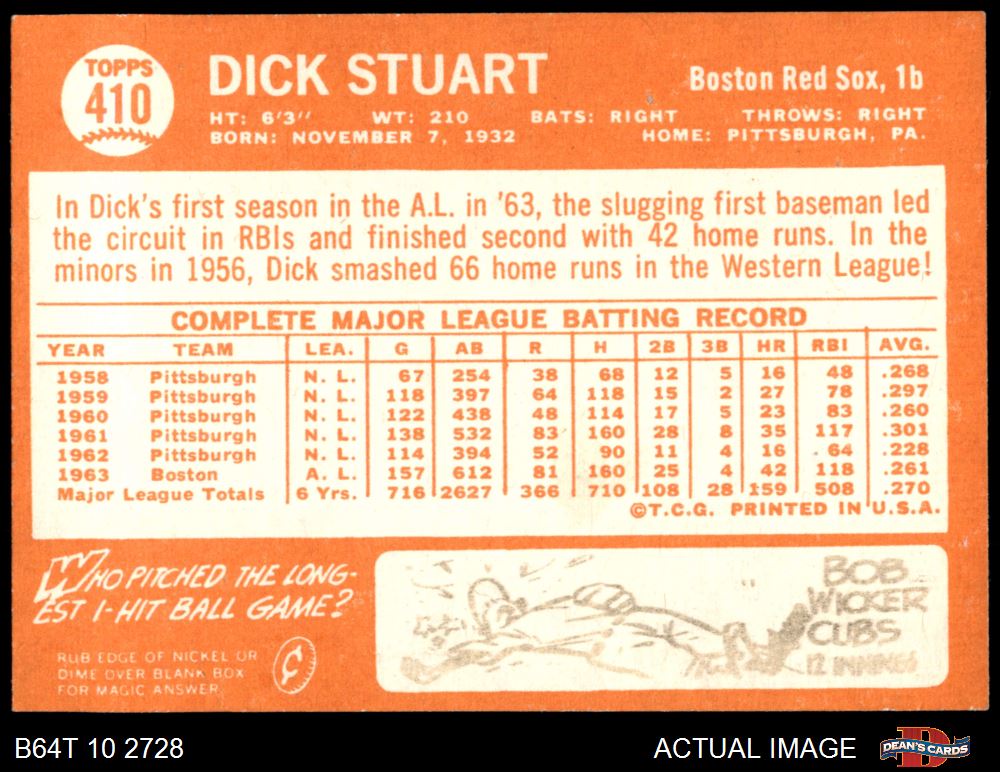 TOPPS
410
DICK STUART
Boston Red Sox, 1b
HT: 6'3" WT: 210 BATS: RIGHT THROWS: RIGHT
BORN: NOVEMBER 7, 1932 HOME: PITTSBURGH, PA.
In Dick's first season in the A.L. in '63, the slugging first baseman led
the circuit in RBIs and finished second with 42 home runs. In the
minors in 1956, Dick smashed 66 home runs in the Western League!
COMPLETE MAJOR LEAGUE BATTING RECORD
YEAR TEAM LEA. G AB R H 2B 3B HR RBI AVG.
1958 Pittsburgh N. L. 67 254 38 68 12 5 16 48 .268
1959 Pittsburgh N. L. 118 397 64 118 15 2 27 78 .297
1960 Pittsburgh N. L. 122 438 48 114 17 5 23 83 .260
1961 Pittsburgh N. L. 138 532 83 160 28 8 35 117 .301
1962 Pittsburgh N. L. 114 394 52 90 11 4 16 64 .228
1963 Boston A. L. 157 612 81 160 25 4 42 118 .261
Major League Totals 6 Yrs. 716 2627 366 710 108 28 159 508 .270
©T.C.G. PRINTED IN U.S.A.
WHO PITCHED THE LONG-
EST 1-HIT BALL GAME?
RUB EDGE OF NICKEL OR
DIME OVER BLANK BOX
FOR MAGIC ANSWER.
¢
BOB
WICKER
CUBS
12 INNINGS
B64T 10 2728
ACTUAL IMAGE
D
DEAN'S CARDS